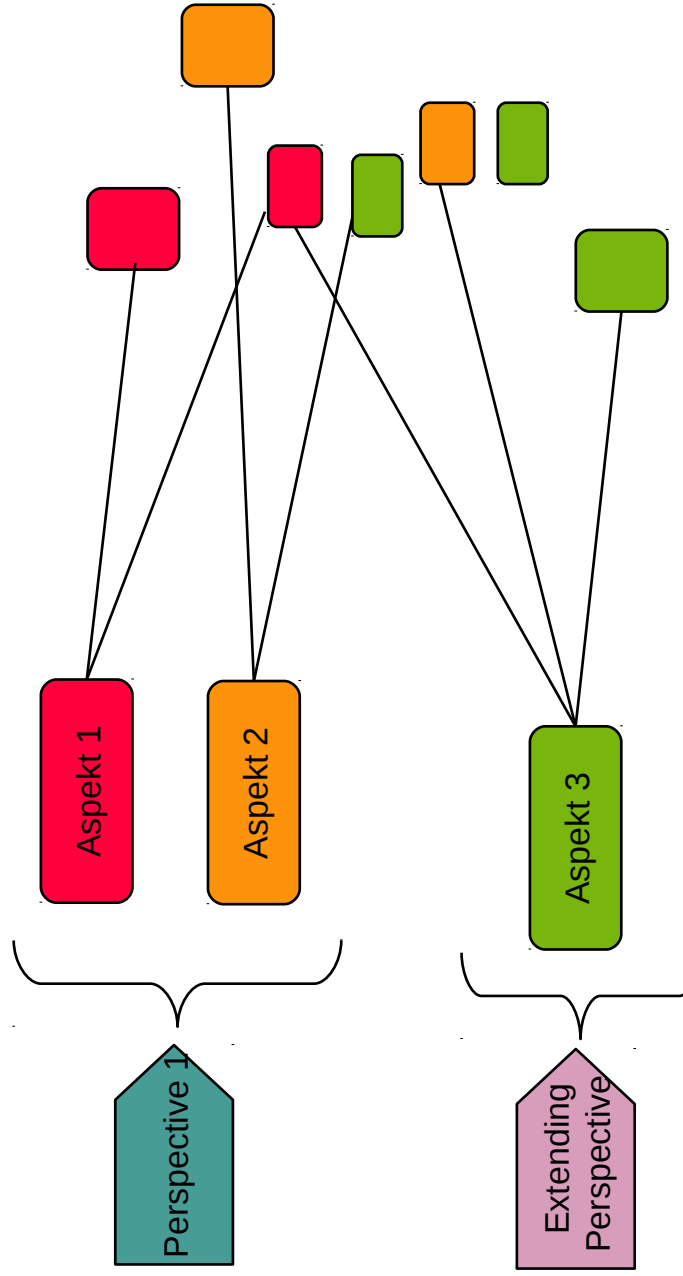 Aspekt 1
Aspekt 2
Aspekt 3
Perspective 1
Extending
Perspective